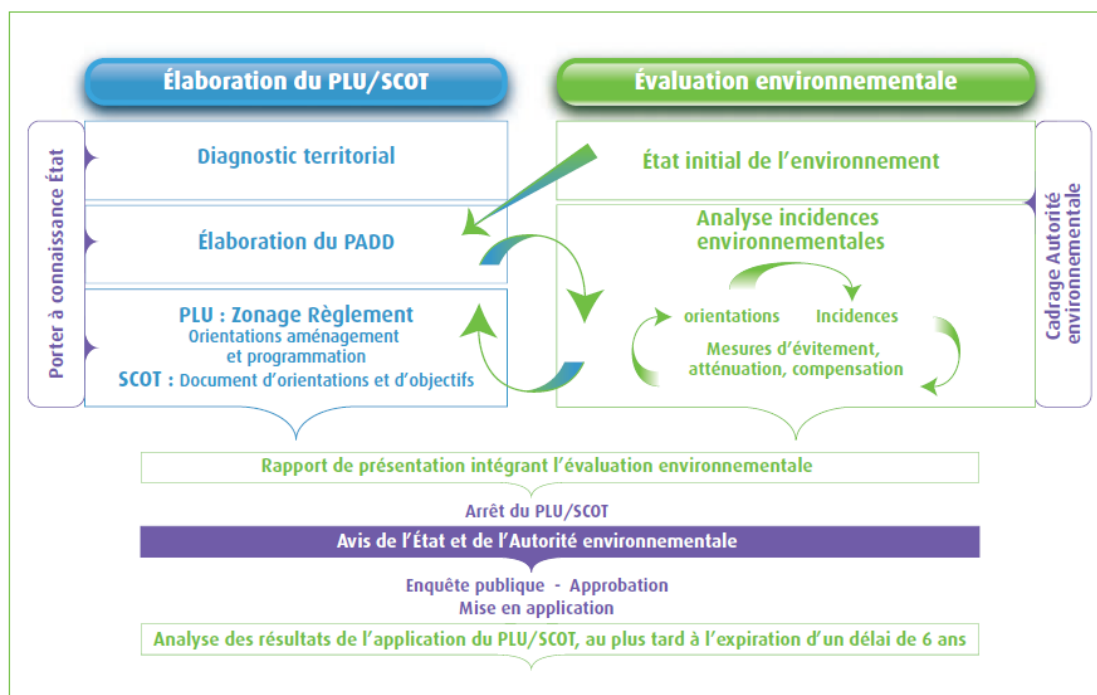 Élaboration du PLU/SCOT
Évaluation environnementale
Porter à connaissance État
Diagnostic territorial
Élaboration du PADD
PLU : Zonage Règlement
Orientations aménagement
et programmation
SCOT : Document d'orientations et d'objectifs
État initial de l'environnement
Analyse incidences
environnementales
orientations
Incidences
Mesures d'évitement,
atténuation, compensation
Cadrage Autorité
environnementale
Rapport de présentation intégrant l'évaluation environnementale
Arrêt du PLU/SCOT
Avis de l'État et de l'Autorité environnementale
Enquête publique - Approbation
Mise en application
Analyse des résultats de l'application du PLU/SCOT, au plus tard à l'expiration d'un délai de 6 ans